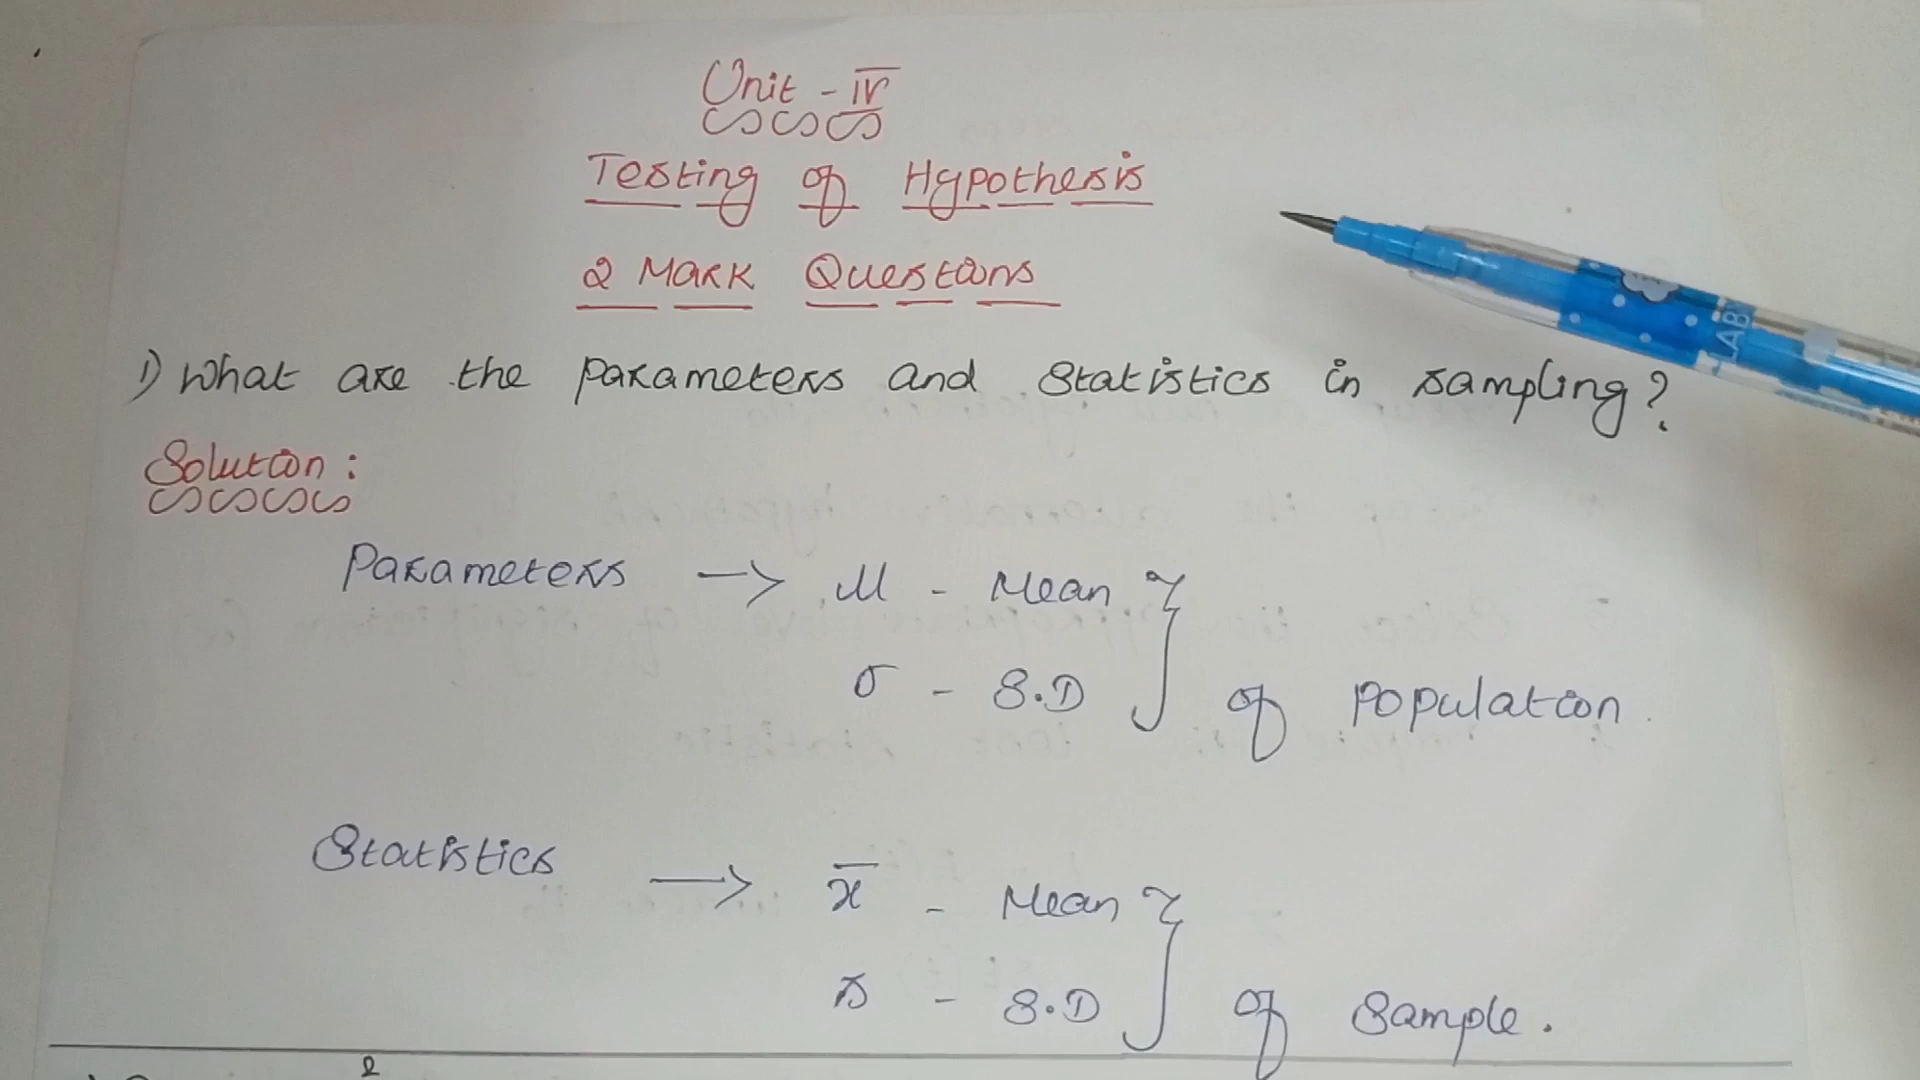 Unit - IV
Testing of Hypothesis
2 Mark Questions
1) What are the parameters and statistics in sampling?
Solution:
Parameters → μ - Mean
σ - S.D } of population.
Statistics → x̄ - Mean
s - S.D } of Sample.
LAB